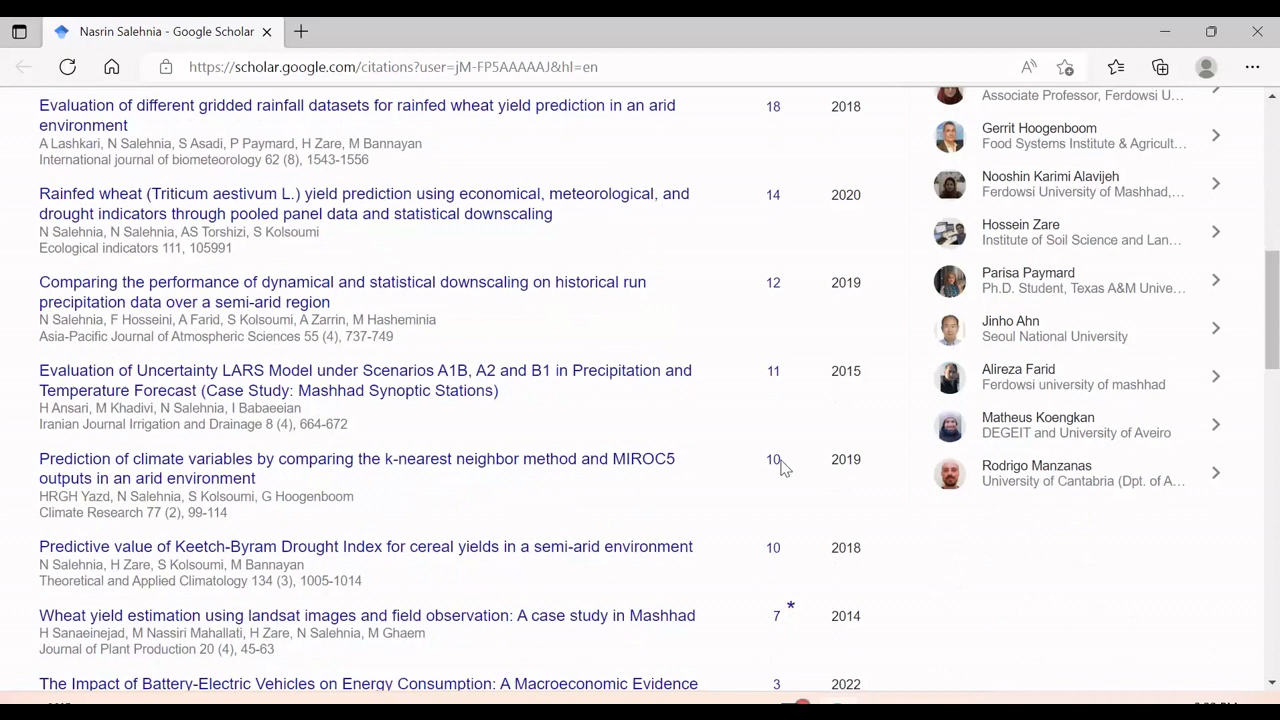 Nasrin Salehnia - Google Scholar
https://scholar.google.com/citations?user=jM-FP5AAAAAJ&hl=en
Evaluation of different gridded rainfall datasets for rainfed wheat yield prediction in an arid 18 2018
environment
A Lashkari, N Salehnia, S Asadi, P Paymard, H Zare, M Bannayan
International journal of biometeorology 62 (8), 1543-1556
Rainfed wheat (Triticum aestivum L.) yield prediction using economical, meteorological, and 14 2020
drought indicators through pooled panel data and statistical downscaling
N Salehnia, N Salehnia, AS Torshizi, S Kolsoumi
Ecological indicators 111, 105991
Comparing the performance of dynamical and statistical downscaling on historical run 12 2019
precipitation data over a semi-arid region
N Salehnia, F Hosseini, A Farid, S Kolsoumi, A Zarrin, M Hasheminia
Asia-Pacific Journal of Atmospheric Sciences 55 (4), 737-749
Evaluation of Uncertainty LARS Model under Scenarios A1B, A2 and B1 in Precipitation and 11 2015
Temperature Forecast (Case Study: Mashhad Synoptic Stations)
H Ansari, M Khadivi, N Salehnia, I Babaeeian
Iranian Journal Irrigation and Drainage 8 (4), 664-672
Prediction of climate variables by comparing the k-nearest neighbor method and MIROC5 10 2019
outputs in an arid environment
HRGH Yazd, N Salehnia, S Kolsoumi, G Hoogenboom
Climate Research 77 (2), 99-114
Predictive value of Keetch-Byram Drought Index for cereal yields in a semi-arid environment 10 2018
N Salehnia, H Zare, S Kolsoumi, M Bannayan
Theoretical and Applied Climatology 134 (3), 1005-1014
Wheat yield estimation using landsat images and field observation: A case study in Mashhad 7 * 2014
H Sanaeinejad, M Nassiri Mahallati, H Zare, N Salehnia, M Ghaem
Journal of Plant Production 20 (4), 45-63
The Impact of Battery-Electric Vehicles on Energy Consumption: A Macroeconomic Evidence 3 2022
Associate Professor, Ferdowsi U...
Gerrit Hoogenboom
Food Systems Institute & Agricult...
Nooshin Karimi Alavijeh
Ferdowsi University of Mashhad,...
Hossein Zare
Institute of Soil Science and Lan...
Parisa Paymard
Ph.D. Student, Texas A&M Unive...
Jinho Ahn
Seoul National University
Alireza Farid
Ferdowsi university of mashhad
Matheus Koengkan
DEGEIT and University of Aveiro
Rodrigo Manzanas
University of Cantabria (Dpt. of A...